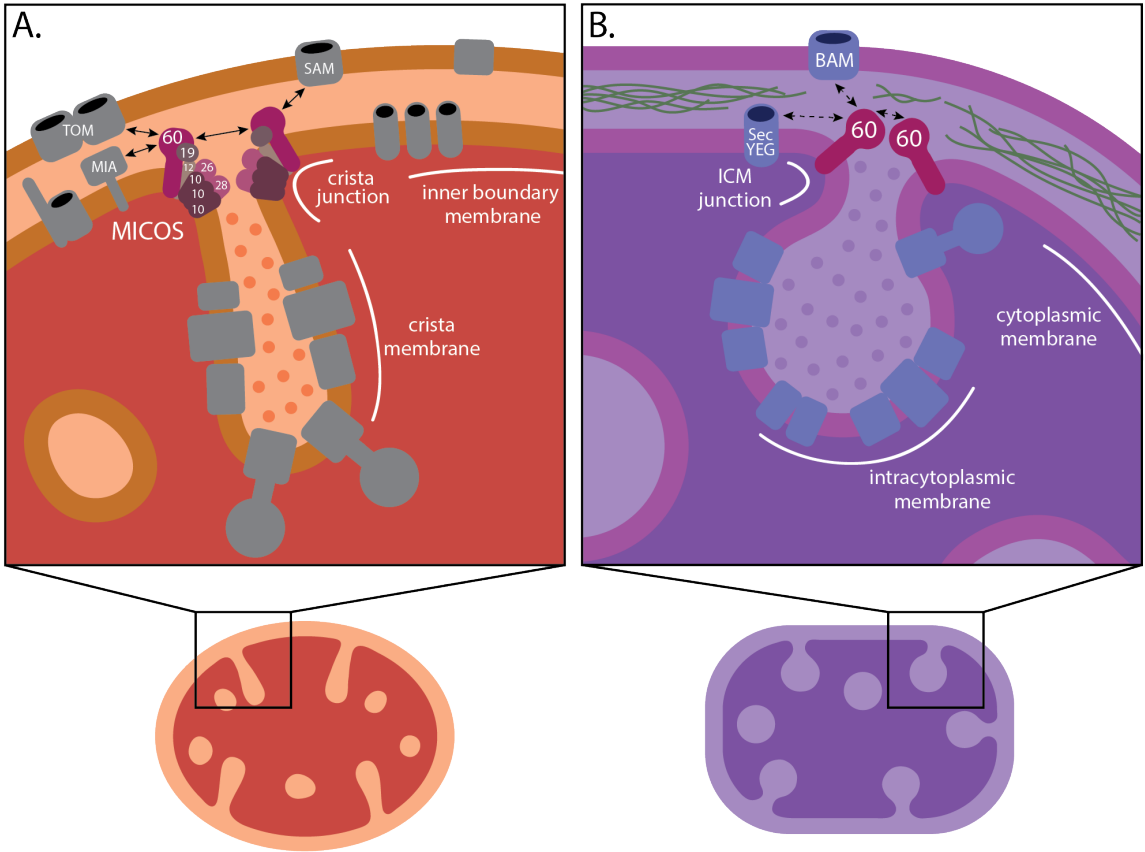 A.
SAM
TOM
60
MIA
19
12
26
10
28
10
10
MICOS
crista
junction
inner boundary
membrane
crista
membrane
B.
BAM
Sec
YEG
60
60
ICM
junction
cytoplasmic
membrane
intracytoplasmic
membrane